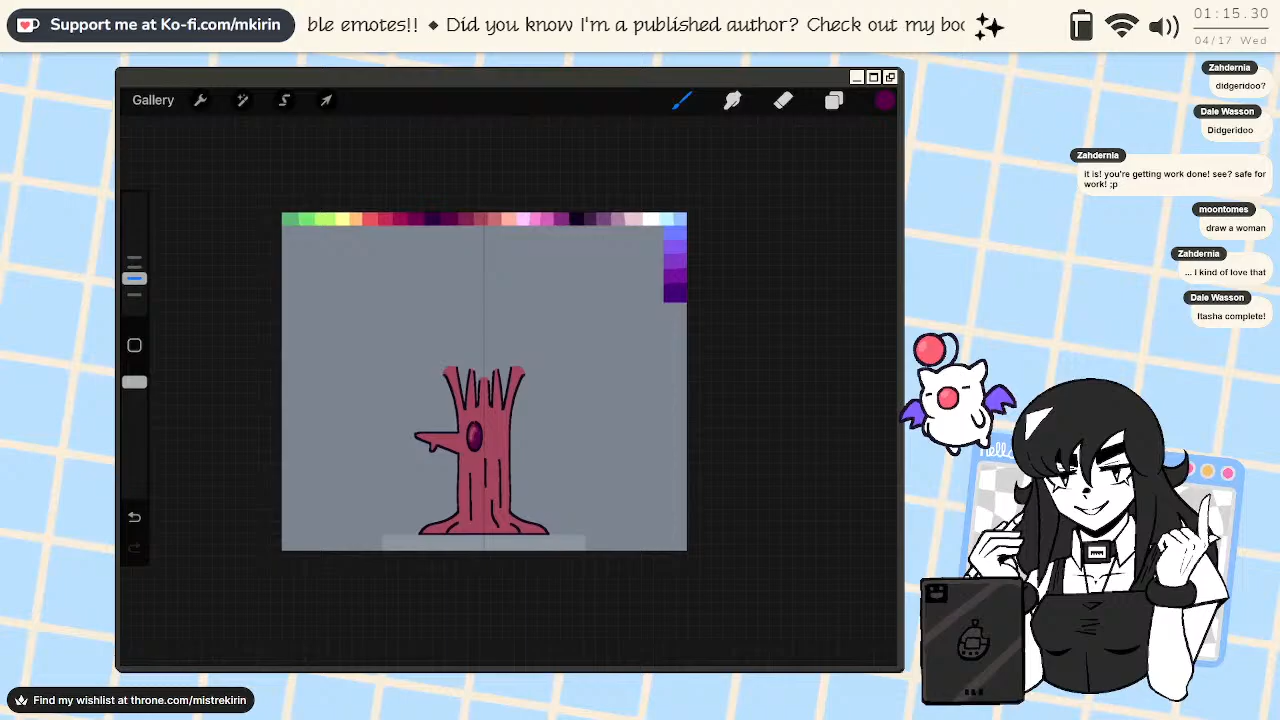 Support me at Ko-fi.com/mkirin
ble emotes!! ◆ Did you know I'm a published author? Check out my boo
01:15.30
04/17 Wed
Gallery
Zahdernia
didgeridoo?
Dale Wasson
Didgeridoo
Zahdernia
it is! you're getting work done! see? safe for
work! ;p
moontomes
draw a woman
Zahdernia
... I kind of love that
Dale Wasson
Itasha complete!
Find my wishlist at throne.com/mistrekirin